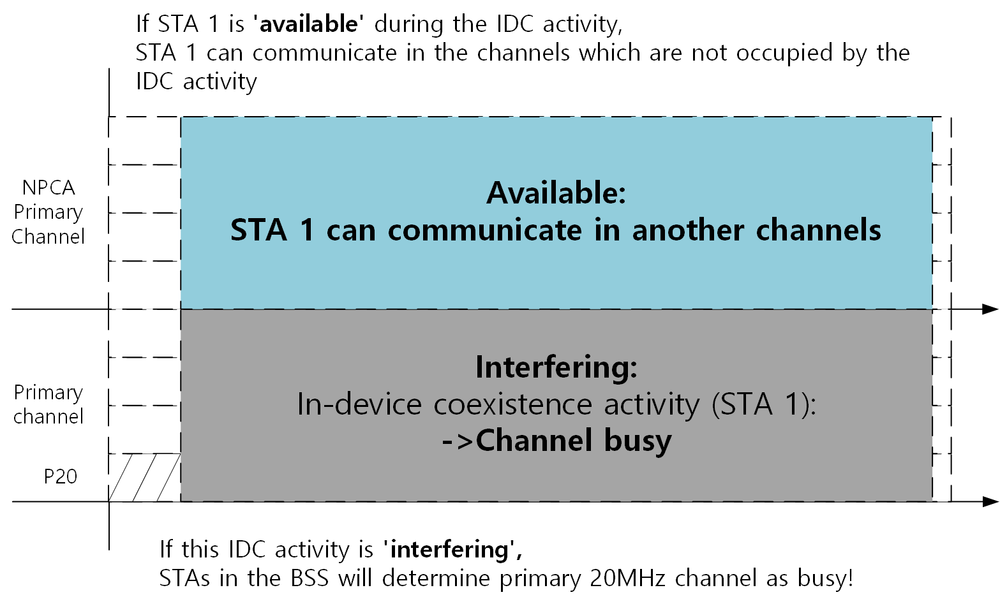 If STA 1 is 'available' during the IDC activity,
STA 1 can communicate in the channels which are not occupied by the
IDC activity
NPCA
Primary
Channel
Available:
STA 1 can communicate in another channels
Primary
channel
Interfering:
In-device coexistence activity (STA 1):
->Channel busy
P20
If this IDC activity is 'interfering',
STAs in the BSS will determine primary 20MHz channel as busy!